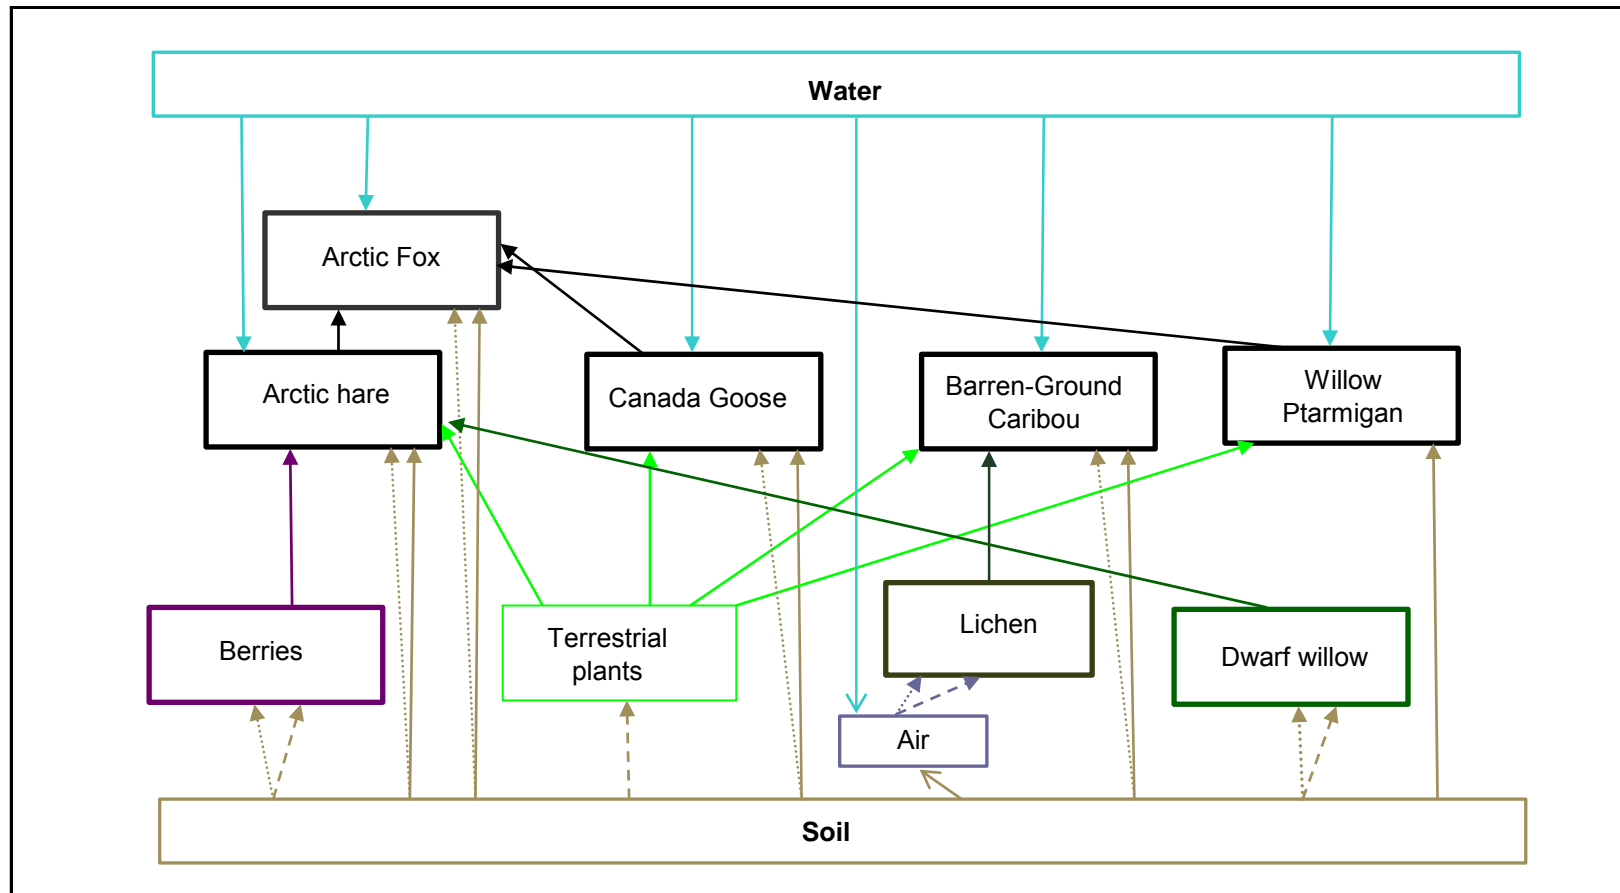 Water
Arctic Fox
Arctic hare
Canada Goose
Barren-Ground
Caribou
Willow
Ptarmigan
Berries
Terrestrial
plants
Lichen
Dwarf willow
Air
Soil